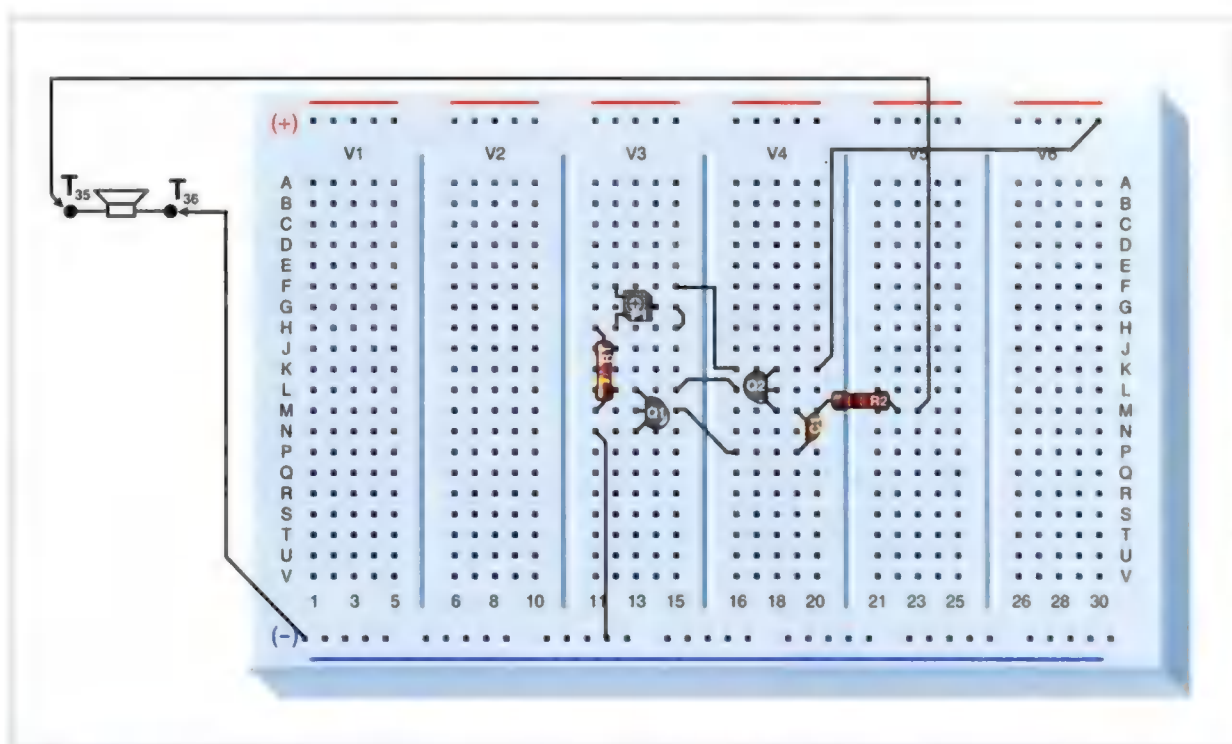 (+)
V1 V2 V3 V4 V5 V6
A A
T35 T36 B B
C C
D D
E E
F F
G G
H H
J J
K Q2 K
L L
M Q1 R2 M
N N
P P
Q Q
R R
S S
T T
U U
V V
1 3 5 6 8 10 11 13 15 16 18 20 21 23 25 26 28 30
(-)